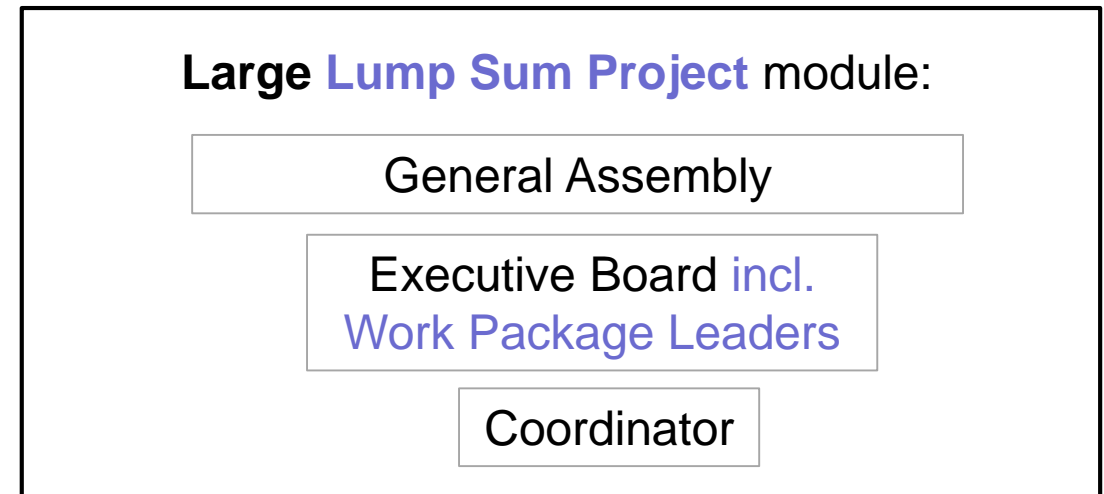 Large Lump Sum Project module:
General Assembly
Executive Board incl.
Work Package Leaders
Coordinator